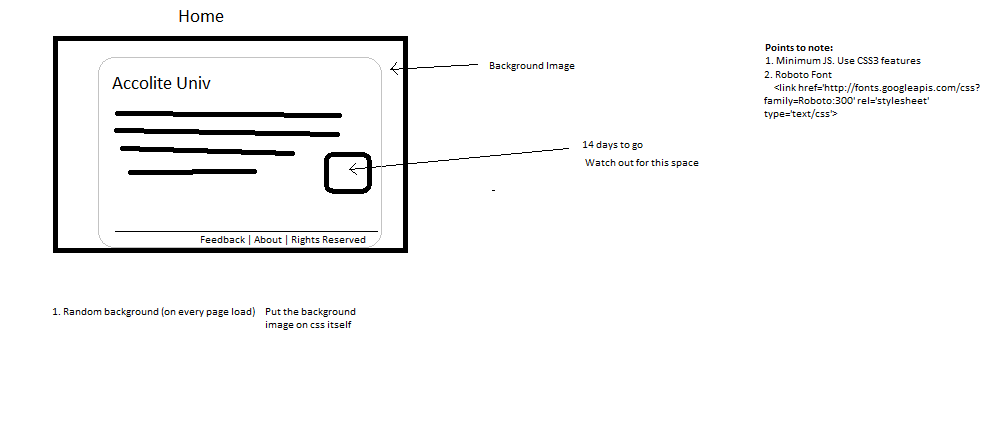 Home
Accolite Univ
Feedback | About | Rights Reserved
Background Image
14 days to go
Watch out for this space
Points to note:
1. Minimum JS. Use CSS3 features
2. Roboto Font
<link href='http://fonts.googleapis.com/css?
family=Roboto:300' rel='stylesheet'
type='text/css'>
1. Random background (on every page load)
Put the background
image on css itself